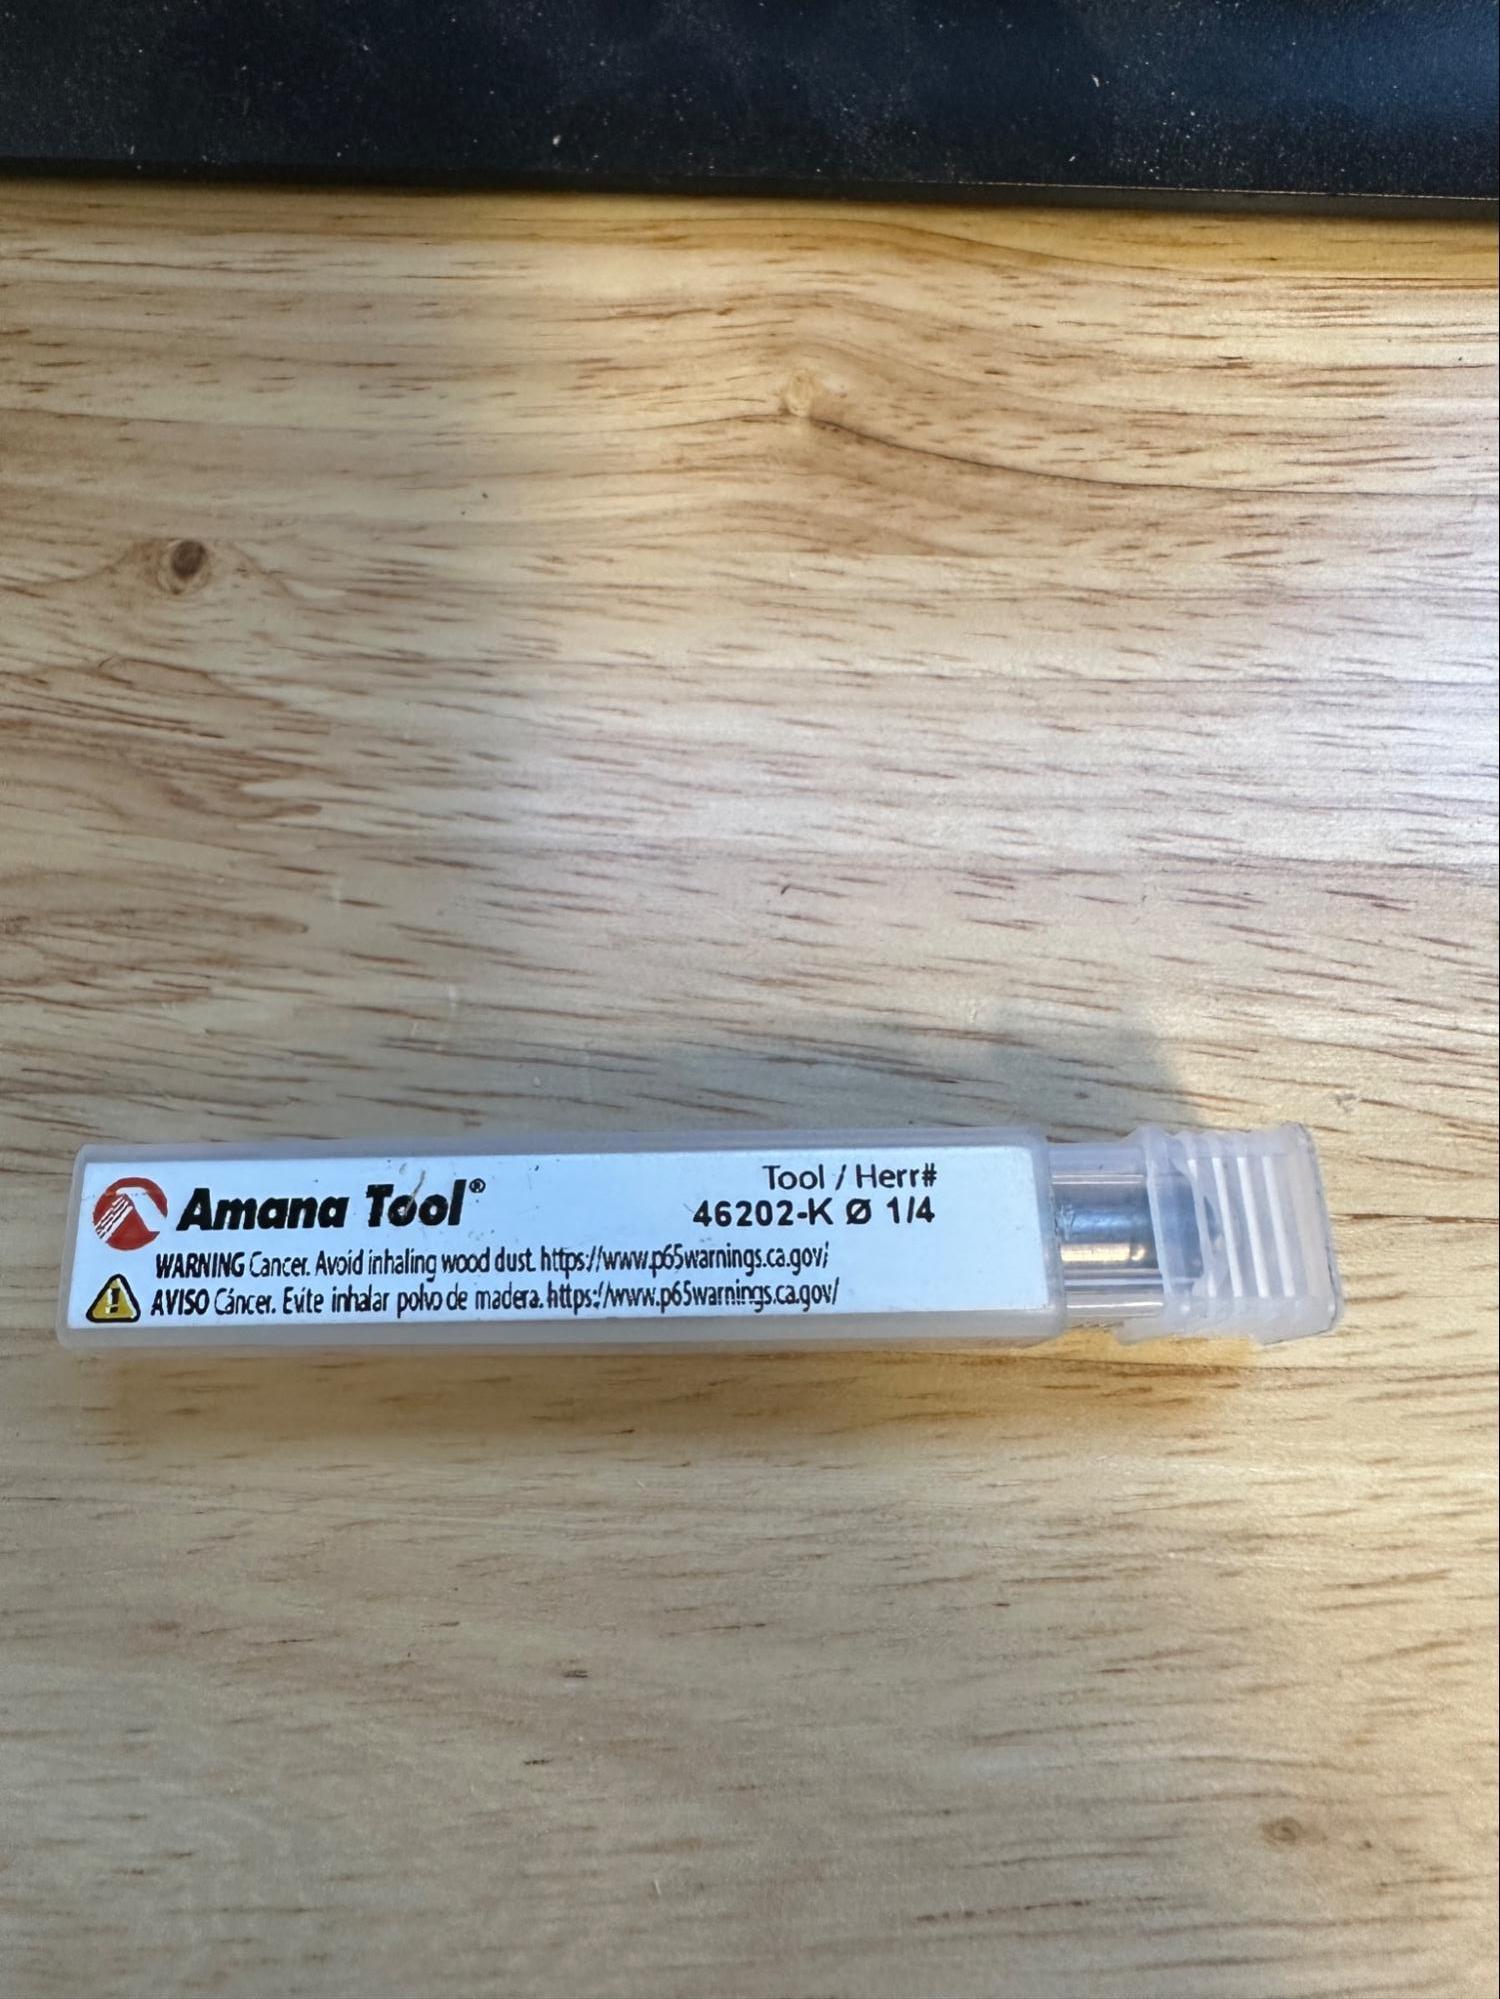 Amana Tool®
Tool / Herr#
46202-K Ø 1/4
WARNING Cancer. Avoid inhaling wood dust. https://www.p65warnings.ca.gov/
AVISO Cáncer. Evite inhalar polvo de madera. https://www.p65warnings.ca.gov/